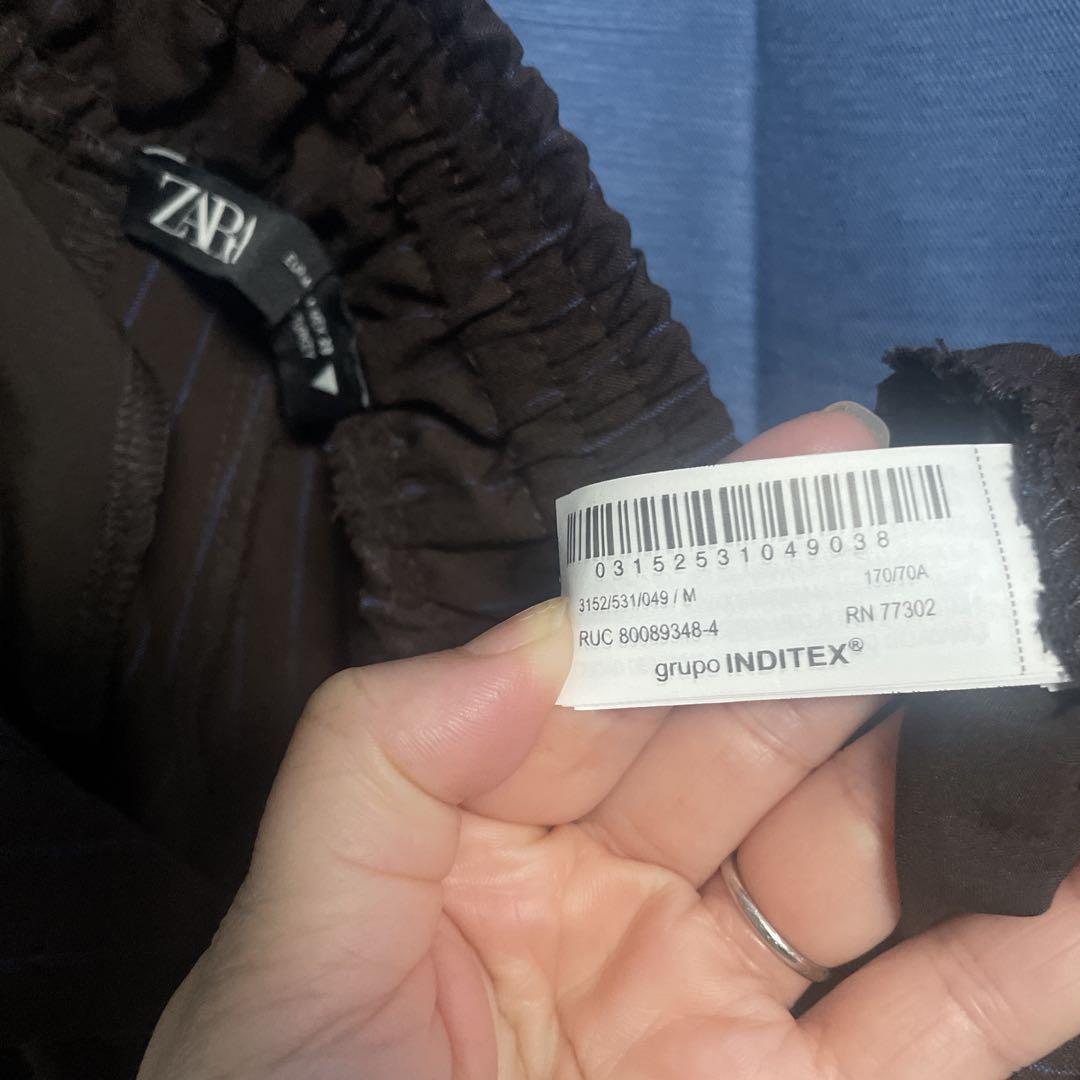 ZARA
03152531049038
170/70A
3152/531/049 / M
RN 77302
RUC 80089348-4
grupo INDITEX®